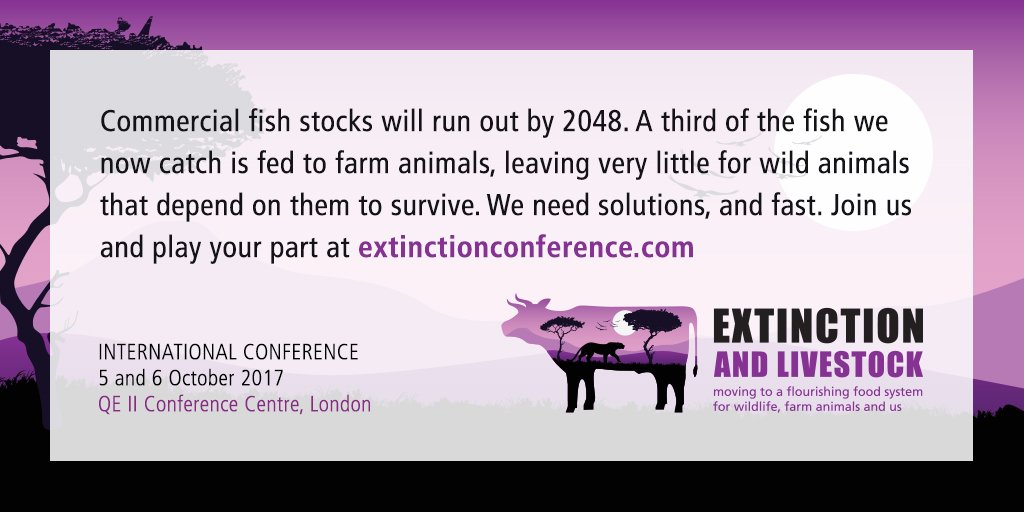 Commercial fish stocks will run out by 2048. A third of the fish we
now catch is fed to farm animals, leaving very little for wild animals
that depend on them to survive. We need solutions, and fast. Join us
and play your part at extinctionconference.com
INTERNATIONAL CONFERENCE
5 and 6 October 2017
QE II Conference Centre, London
EXTINCTION
AND LIVESTOCK
moving to a flourishing food system
for wildlife, farm animals and us